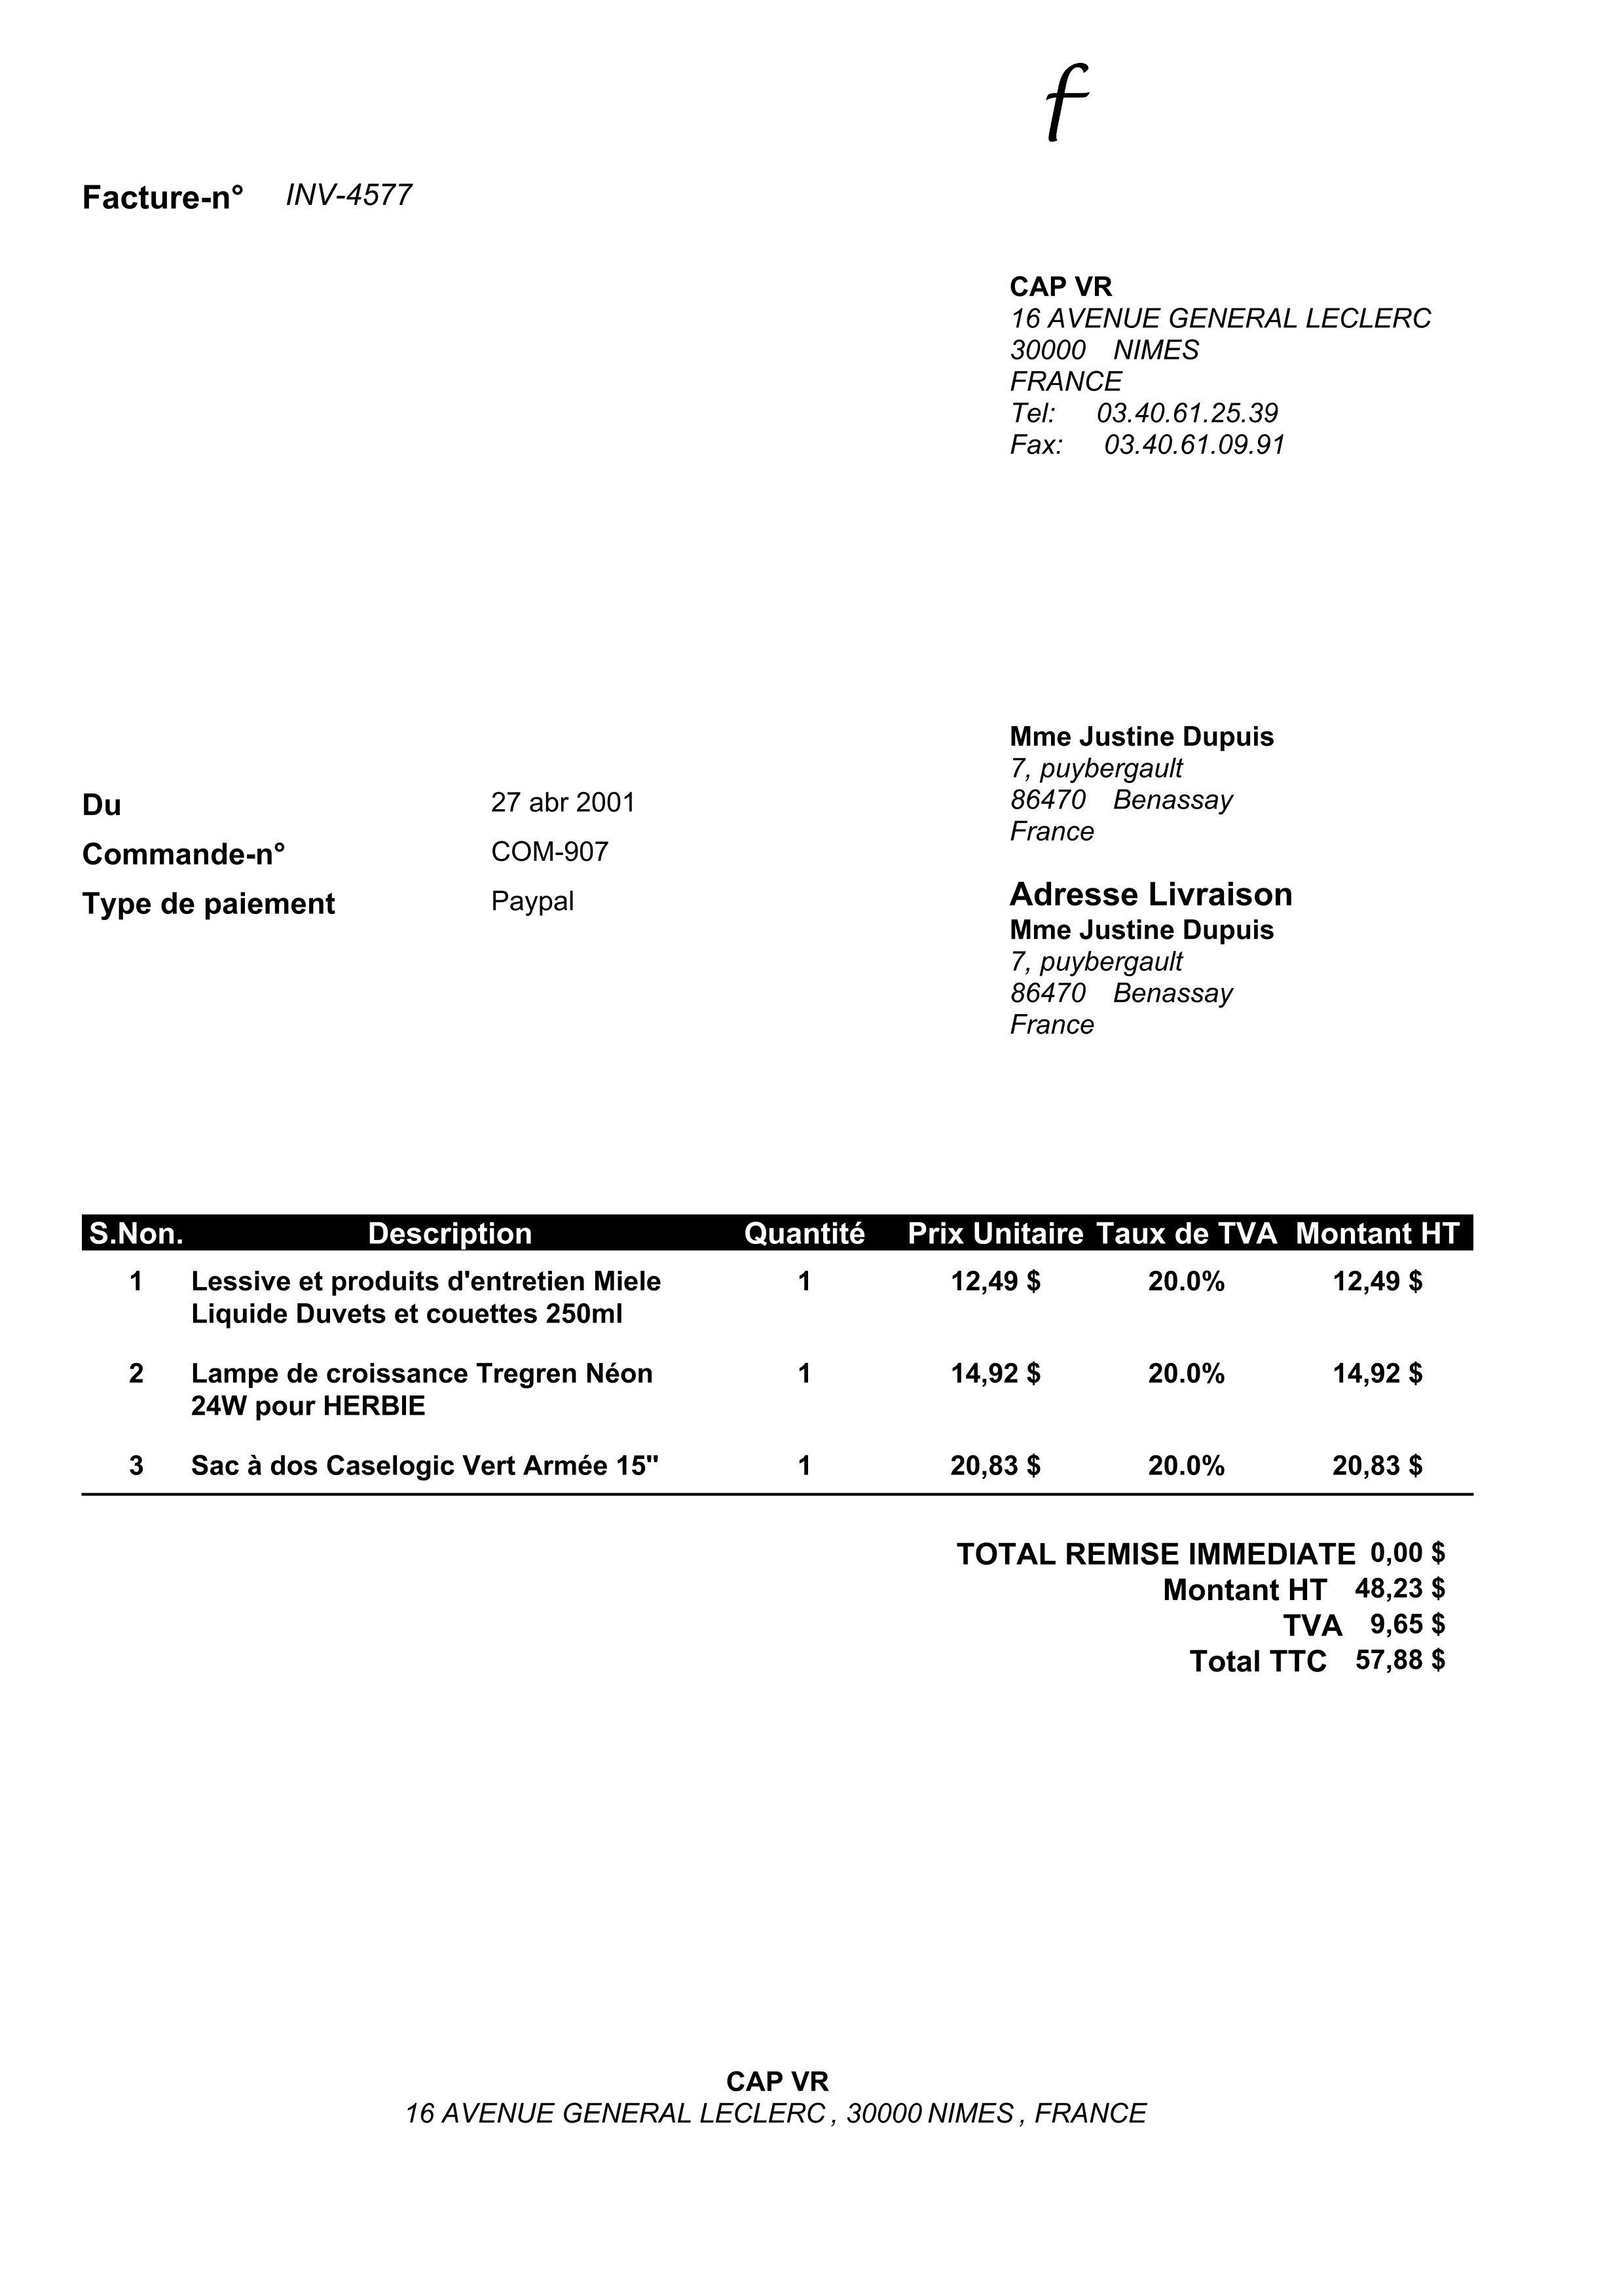 f
Facture-n° INV-4577
CAP VR
16 AVENUE GENERAL LECLERC
30000 NIMES
FRANCE
Tel: 03.40.61.25.39
Fax: 03.40.61.09.91
Mme Justine Dupuis
7, puybergault
86470 Benassay
France
Du 27 abr 2001
Commande-n° COM-907
Type de paiement Paypal
Adresse Livraison
Mme Justine Dupuis
7, puybergault
86470 Benassay
France
S.Non. Description Quantité Prix Unitaire Taux de TVA Montant HT
1 Lessive et produits d'entretien Miele 1 12,49 $ 20.0% 12,49 $
Liquide Duvets et couettes 250ml
2 Lampe de croissance Tregren Néon 1 14,92 $ 20.0% 14,92 $
24W pour HERBIE
3 Sac à dos Caselogic Vert Armée 15" 1 20,83 $ 20.0% 20,83 $
TOTAL REMISE IMMEDIATE 0,00 $
Montant HT 48,23 $
TVA 9,65 $
Total TTC 57,88 $
CAP VR
16 AVENUE GENERAL LECLERC , 30000 NIMES , FRANCE